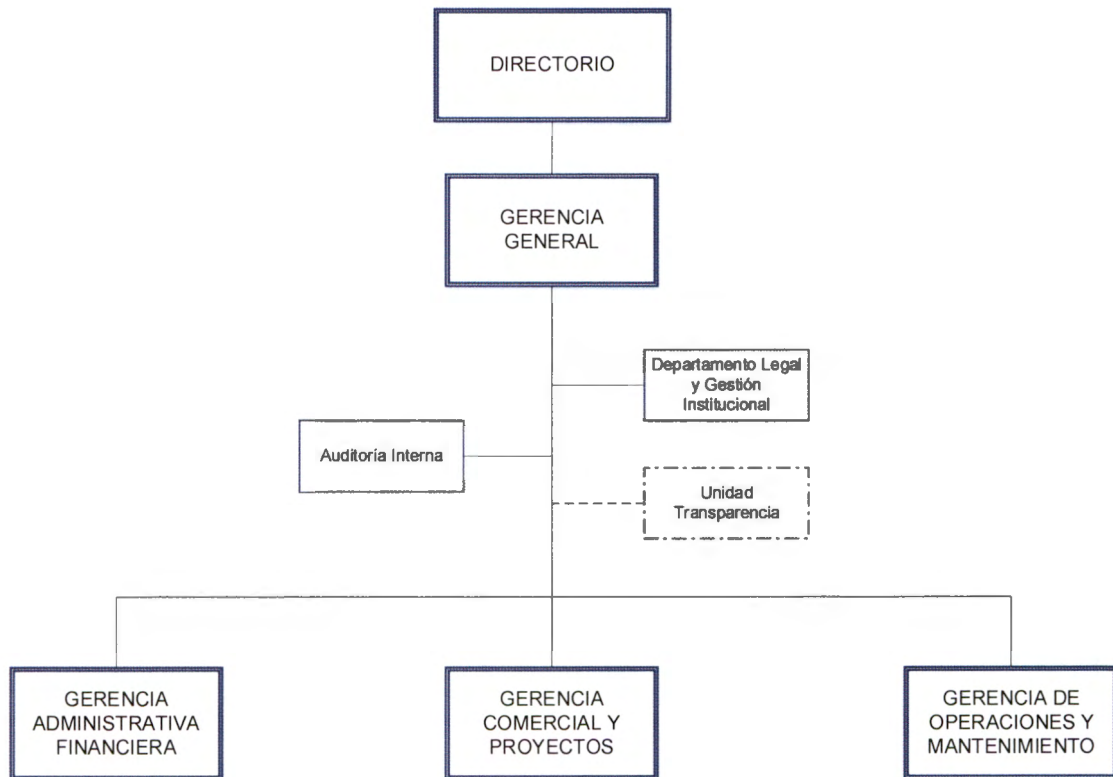 DIRECTORIO
GERENCIA
GENERAL
Departamento Legal
y Gestión
Institucional
Auditoría Interna
Unidad
Transparencia
GERENCIA
ADMINISTRATIVA
FINANCIERA
GERENCIA
COMERCIAL Y
PROYECTOS
GERENCIA DE
OPERACIONES Y
MANTENIMIENTO